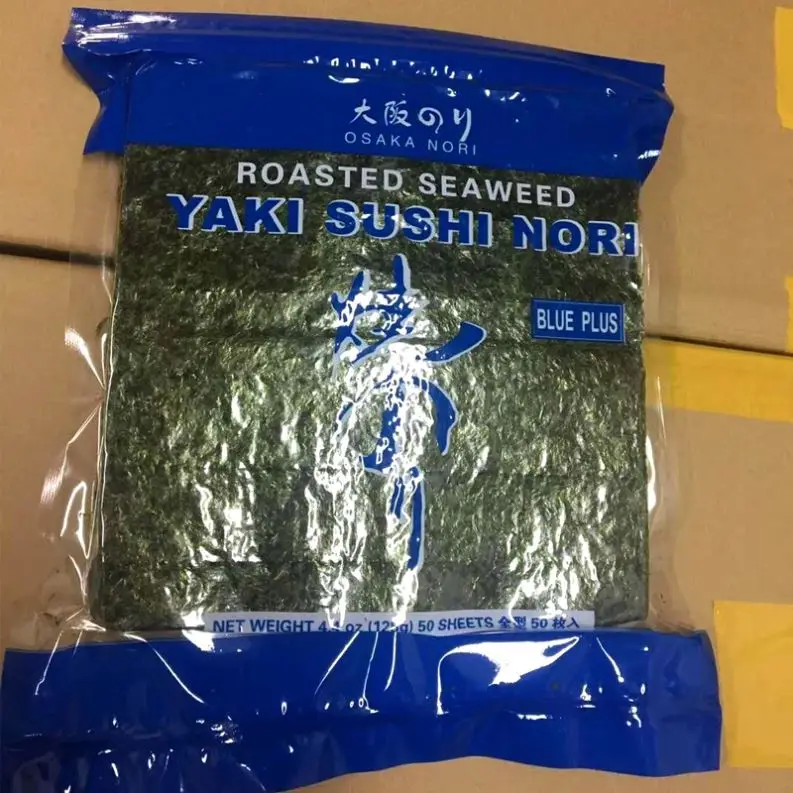 大阪のり
OSAKA NORI
ROASTED SEAWEED
YAKI SUSHI NORI
焼のり
BLUE PLUS
NET WEIGHT oz 50 SHEETS 全型 50 枚入